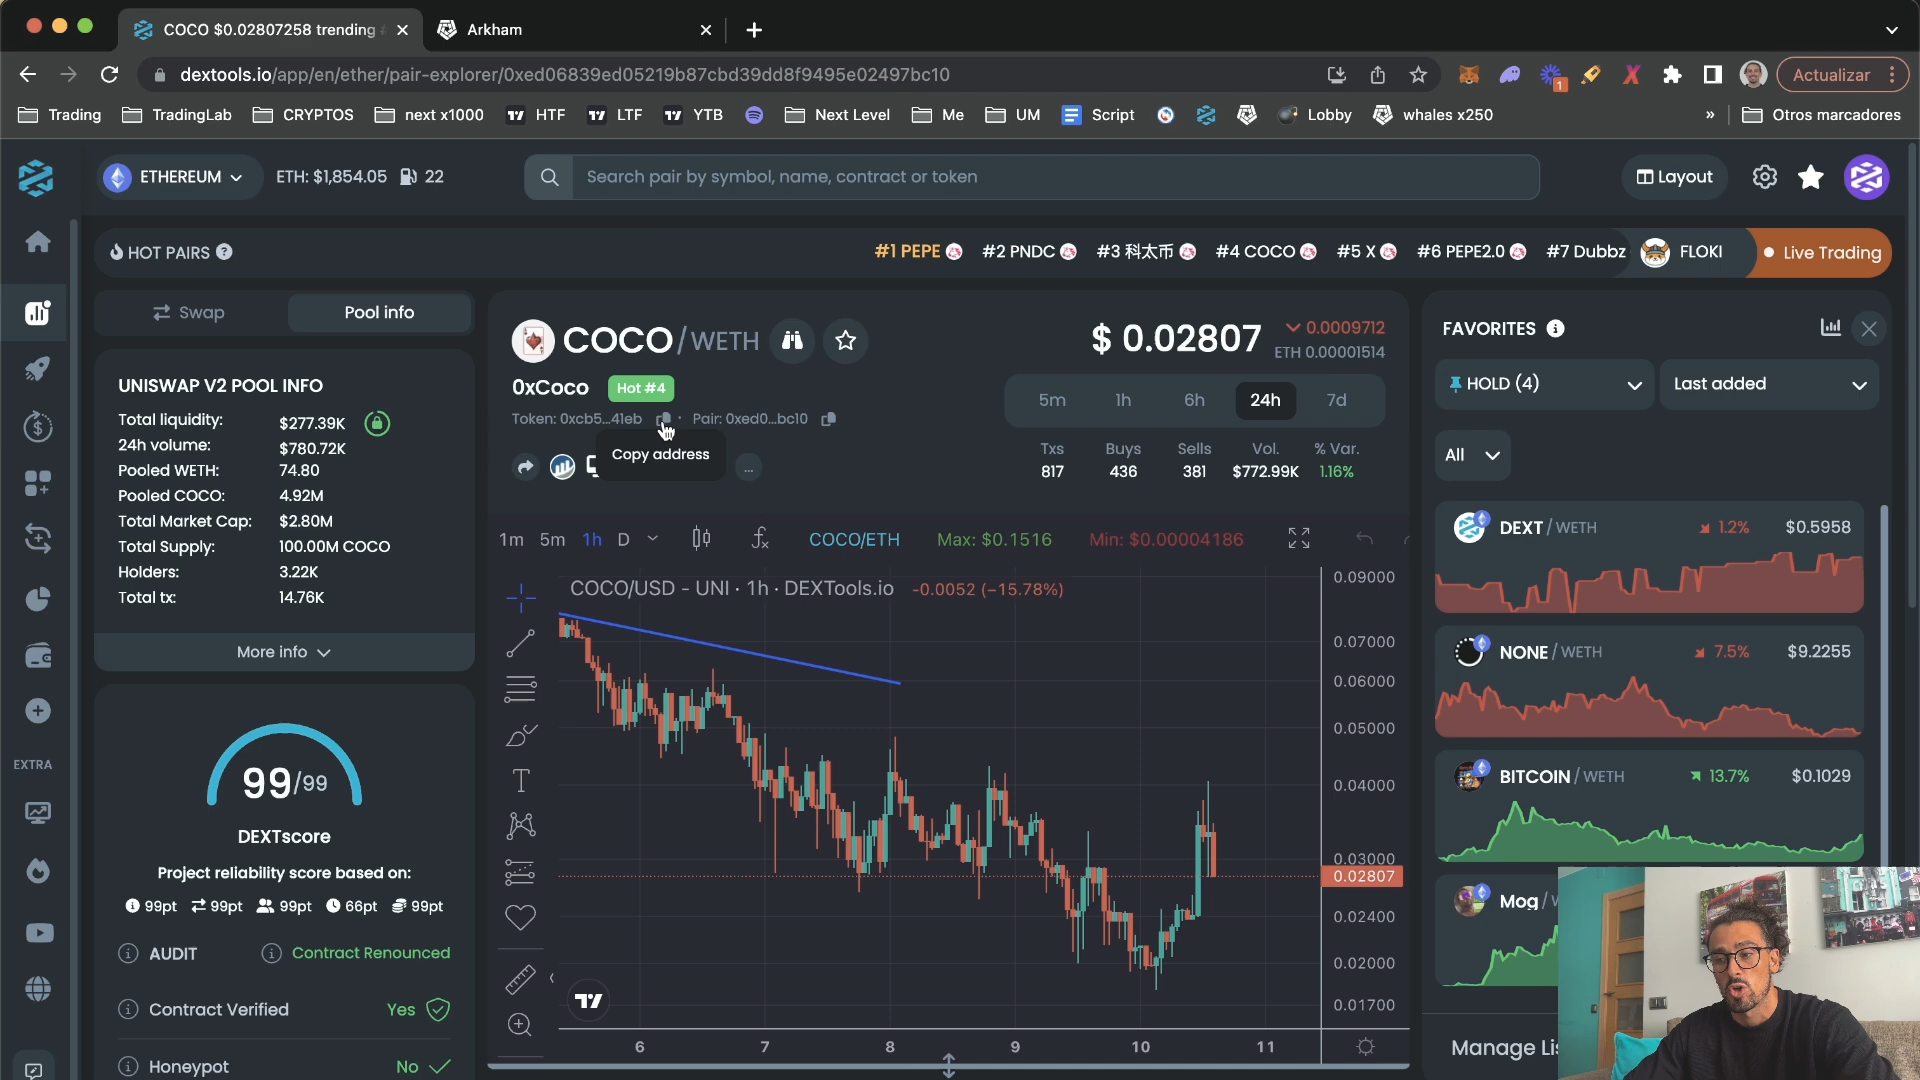 COCO $0.02807258 trending
Arkham
dextools.io/app/en/ether/pair-explorer/0xed06839ed05219b87cbd39dd8f9495e02497bc10
1
Actualizar
Trading
TradingLab
CRYPTOS
next x1000
HTF
LTF
YTB
Next Level
Me
UM
Script
Lobby
whales x250
»
Otros marcadores
ETHEREUM
ETH: $1,854.05
22
Search pair by symbol, name, contract or token
Layout
HOT PAIRS
#1 PEPE
#2 PNDC
#3 科太币
#4 COCO
#5 X
#6 PEPE2.0
#7 Dubbz
FLOKI
Live Trading
Swap
Pool info
UNISWAP V2 POOL INFO
Total liquidity: $277.39K
24h volume: $780.72K
Pooled WETH: 74.80
Pooled COCO: 4.92M
Total Market Cap: $2.80M
Total Supply: 100.00M COCO
Holders: 3.22K
Total tx: 14.76K
More info
99/99
DEXTscore
Project reliability score based on:
99pt 99pt 99pt 66pt 99pt
AUDIT
Contract Renounced
Contract Verified Yes
Honeypot No
EXTRA
COCO/WETH
0xCoco
Hot #4
Token: 0xcb5...41eb
Pair: 0xed0...bc10
Copy address
...
$ 0.02807
0.0009712
ETH 0.00001514
5m 1h 6h 24h 7d
Txs Buys Sells Vol. % Var.
817 436 381 $772.99K 1.16%
1m 5m 1h D
COCO/ETH
Max: $0.1516
Min: $0.00004186
COCO/USD - UNI · 1h · DEXTools.io -0.0052 (−15.78%)
0.09000
0.07000
0.06000
0.05000
0.04000
0.03000
0.02807
0.02400
0.02000
0.01700
6 7 8 9 10 11
FAVORITES
HOLD (4)
Last added
All
DEXT/WETH 1.2% $0.5958
NONE/WETH 7.5% $9.2255
BITCOIN/WETH 13.7% $0.1029
Mog
Manage